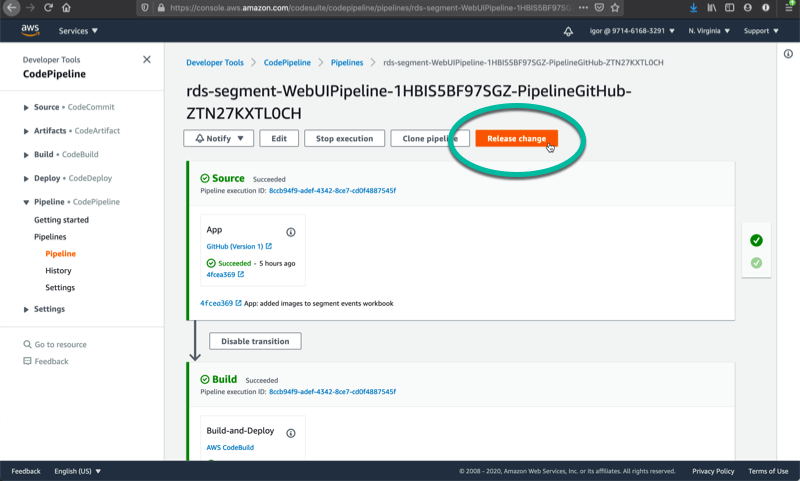 https://console.aws.amazon.com/codesuite/codepipeline/pipelines/rds-segment-WebUIPipeline-1HBIS5BF97SGZ
aws
Services
Igor @ 9714-6168-3291
N. Virginia
Support
Developer Tools
CodePipeline
Source • CodeCommit
Artifacts • CodeArtifact
Build • CodeBuild
Deploy • CodeDeploy
Pipeline • CodePipeline
Getting started
Pipelines
Pipeline
History
Settings
Settings
Go to resource
Feedback
Developer Tools
CodePipeline
Pipelines
rds-segment-WebUIPipeline-1HBIS5BF97SGZ-PipelineGitHub-ZTN27KXTL0CH
rds-segment-WebUIPipeline-1HBIS5BF97SGZ-PipelineGitHub-
ZTN27KXTL0CH
Notify
Edit
Stop execution
Clone pipeline
Release change
Source Succeeded
Pipeline execution ID: 8ccb94f9-adef-4342-8ce7-cd0f4887545f
App
GitHub (Version 1)
Succeeded - 5 hours ago
4fcea369
4fcea369 App: added images to segment events workbook
Disable transition
Build Succeeded
Pipeline execution ID: 8ccb94f9-adef-4342-8ce7-cd0f4887545f
Build-and-Deploy
AWS CodeBuild
Feedback
English (US)
© 2008 - 2020, Amazon Web Services, Inc. or its affiliates. All rights reserved.
Privacy Policy
Terms of Use